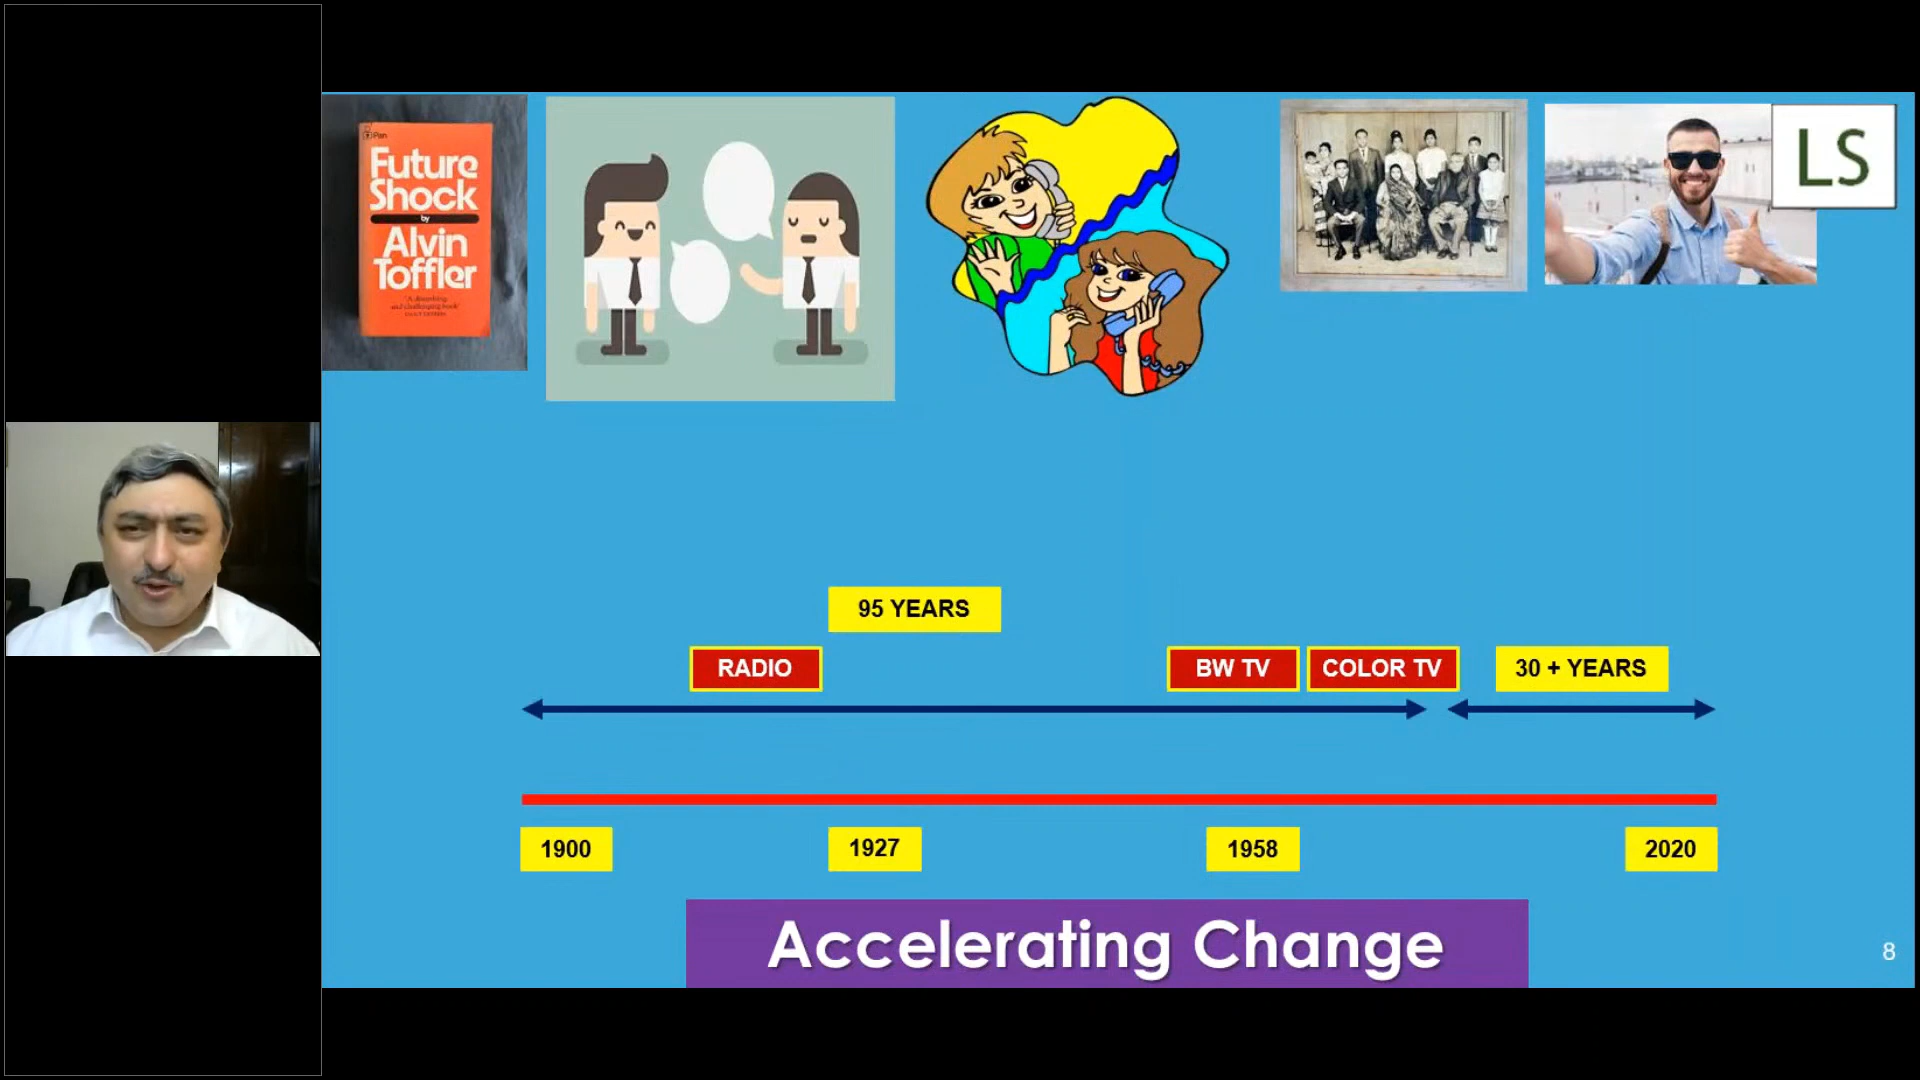 Pan
Future
Shock
by
Alvin
Toffler
LS
95 YEARS
RADIO
BW TV
COLOR TV
30 + YEARS
1900
1927
1958
2020
Accelerating Change
8